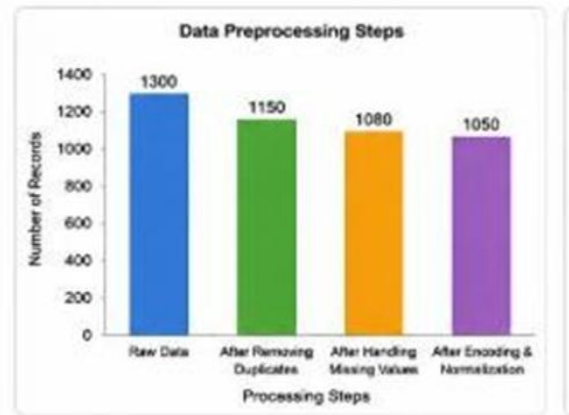 Data Preprocessing Steps
1400
1200
1000
800
600
400
200
0
Number of Records
1300
1150
1080
1050
Raw Data
After Removing
Duplicates
After Handling
Missing Values
After Encoding &
Normalization
Processing Steps